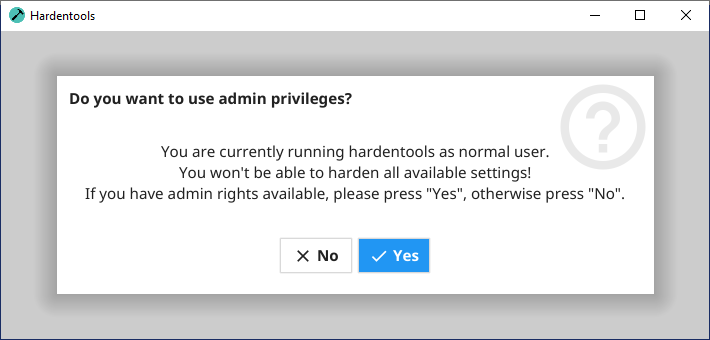 Hardentools
Do you want to use admin privileges?
You are currently running hardentools as normal user.
You won't be able to harden all available settings!
If you have admin rights available, please press "Yes", otherwise press "No".
No
Yes